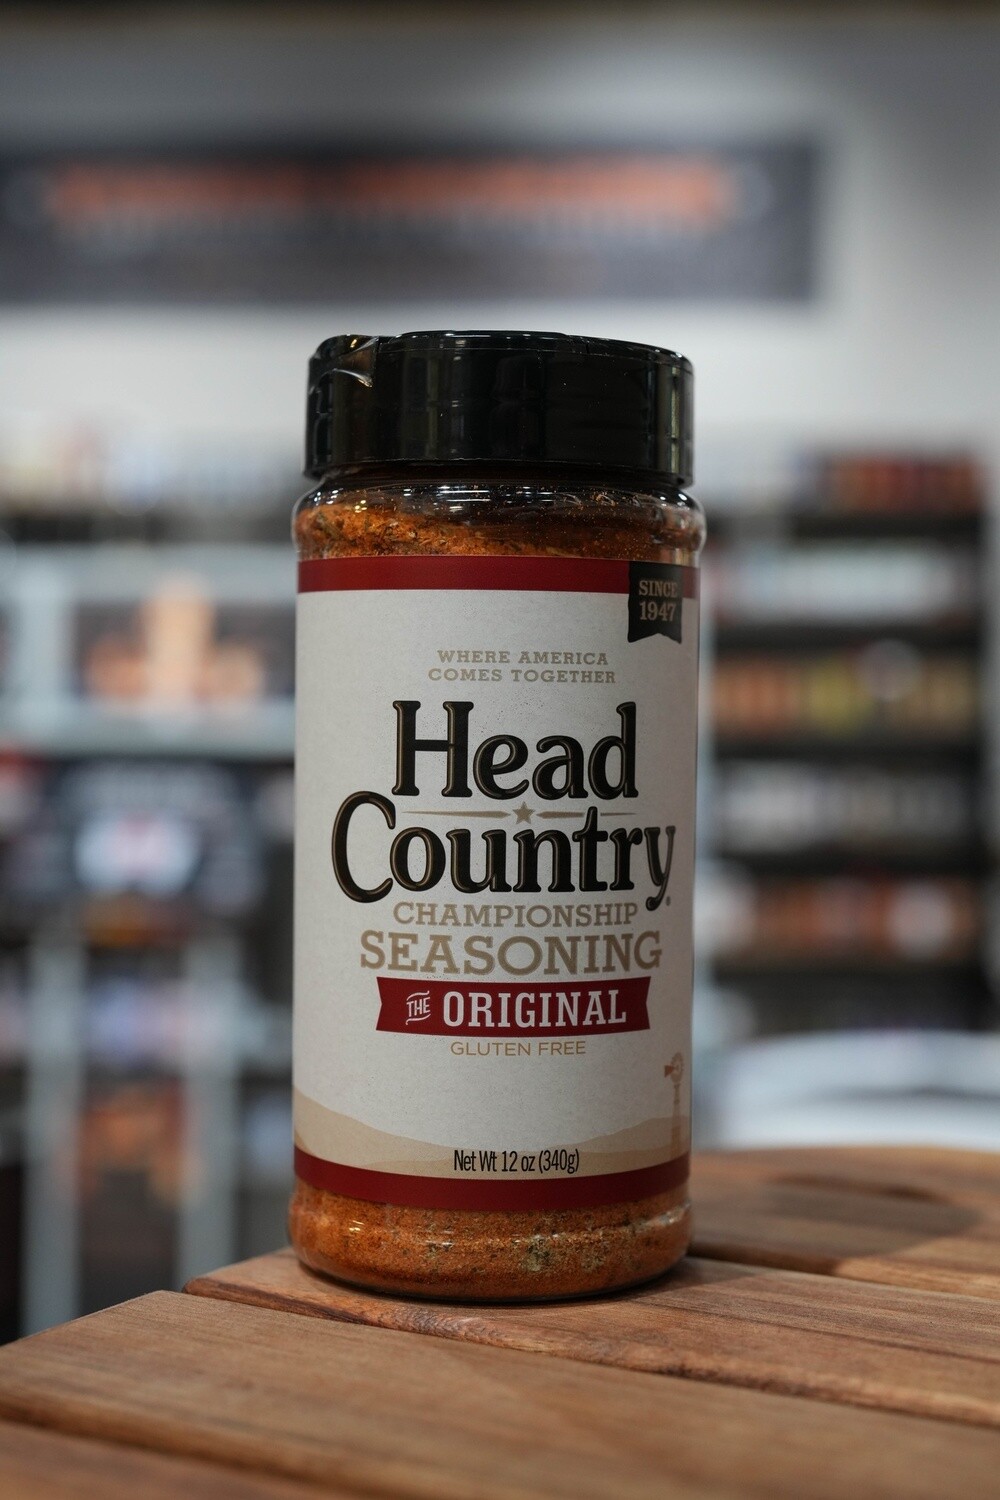 SINCE
1947
WHERE AMERICA
COMES TOGETHER
Head
Country®
CHAMPIONSHIP
SEASONING
THE ORIGINAL
GLUTEN FREE
Net Wt 12 oz (340g)